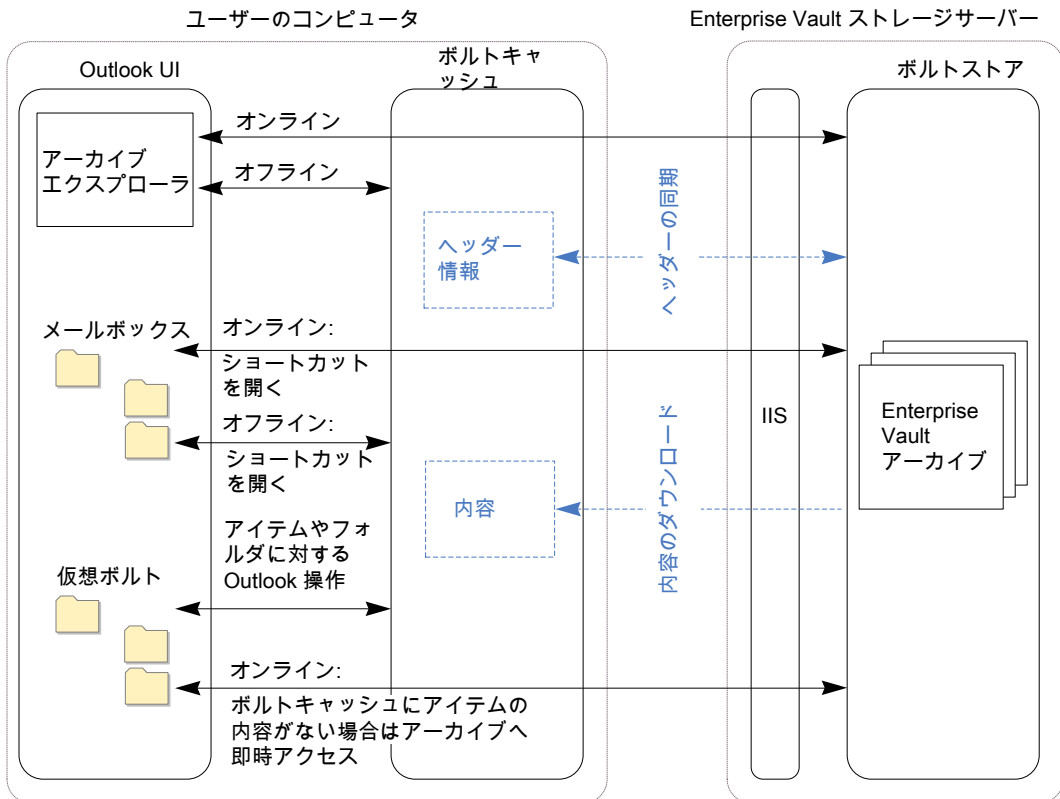 ユーザーのコンピュータ
Enterprise Vault ストレージサーバー
Outlook UI
ボルトキャ
ッシュ
ボルトストア
アーカイブ
エクスプローラ
オンライン
オフライン
ヘッダー
情報
ヘッダーの同期
メールボックス
オンライン:
ショートカット
を開く
オフライン:
ショートカット
を開く
内容
内容のダウンロード
IIS
Enterprise
Vault
アーカイブ
アイテムやフォ
ルダに対する
Outlook 操作
仮想ボルト
オンライン:
ボルトキャッシュにアイテムの
内容がない場合はアーカイブへ
即時アクセス